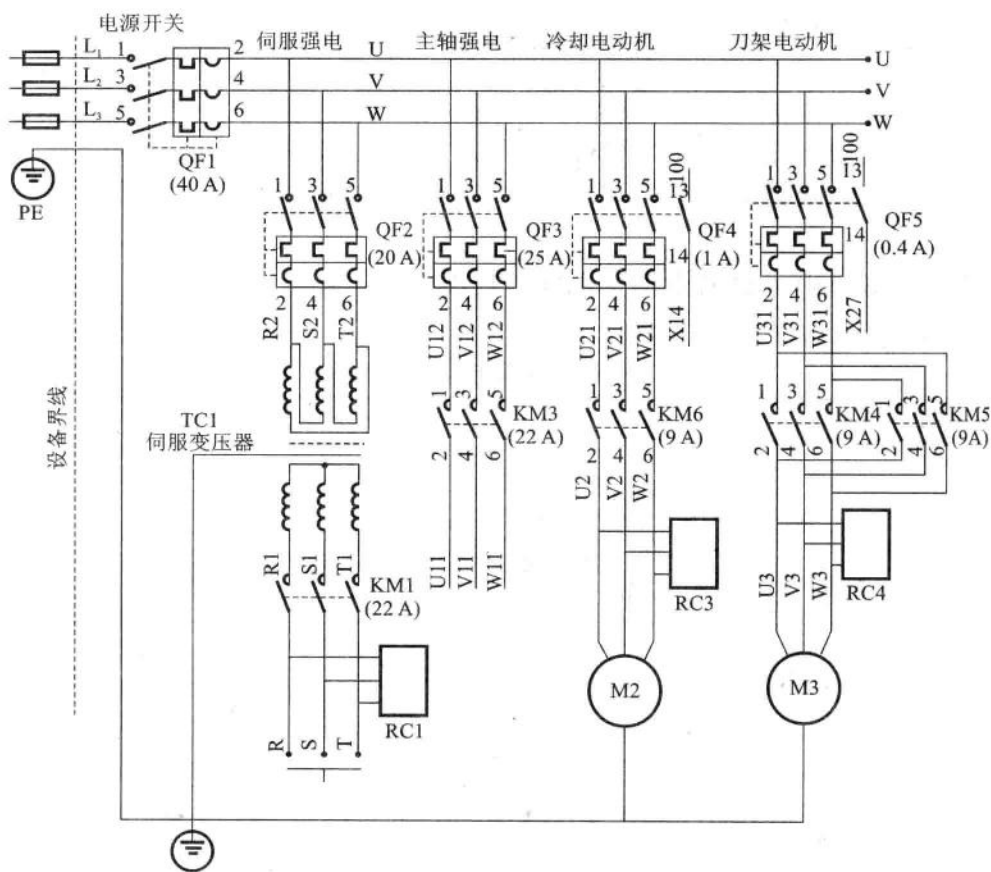 电源开关
伺服强电 主轴强电 冷却电动机 刀架电动机
L1 1 2 U U
L2 3 4 V V
L3 5 6 W W
QF1
(40 A)
PE
100 100
1 3 5 1 3 5 1 3 5 13 1 3 5 13
QF2 QF3 QF4 QF5
(20 A) (25 A) 14 (1 A) 14 (0.4 A)
2 4 6 2 4 6 2 4 6 2 4 6
R2 S2 T2 U12 V12 W12 U21 V21 W21 X14 U31 V31 W31 X27
设备界线
TC1
伺服变压器
1 3 5 1 3 5 1 3 5 1 3 5
KM3 KM6 KM4 KM5
(22 A) (9 A) (9 A) (9A)
2 4 6 2 4 6 2 4 6 2 4 6
U2 V2 W2
R1 S1 T1 U11 V11 W11 U3 V3 W3
KM1
(22 A)
RC3 RC4
M2 M3
RC1
R S T